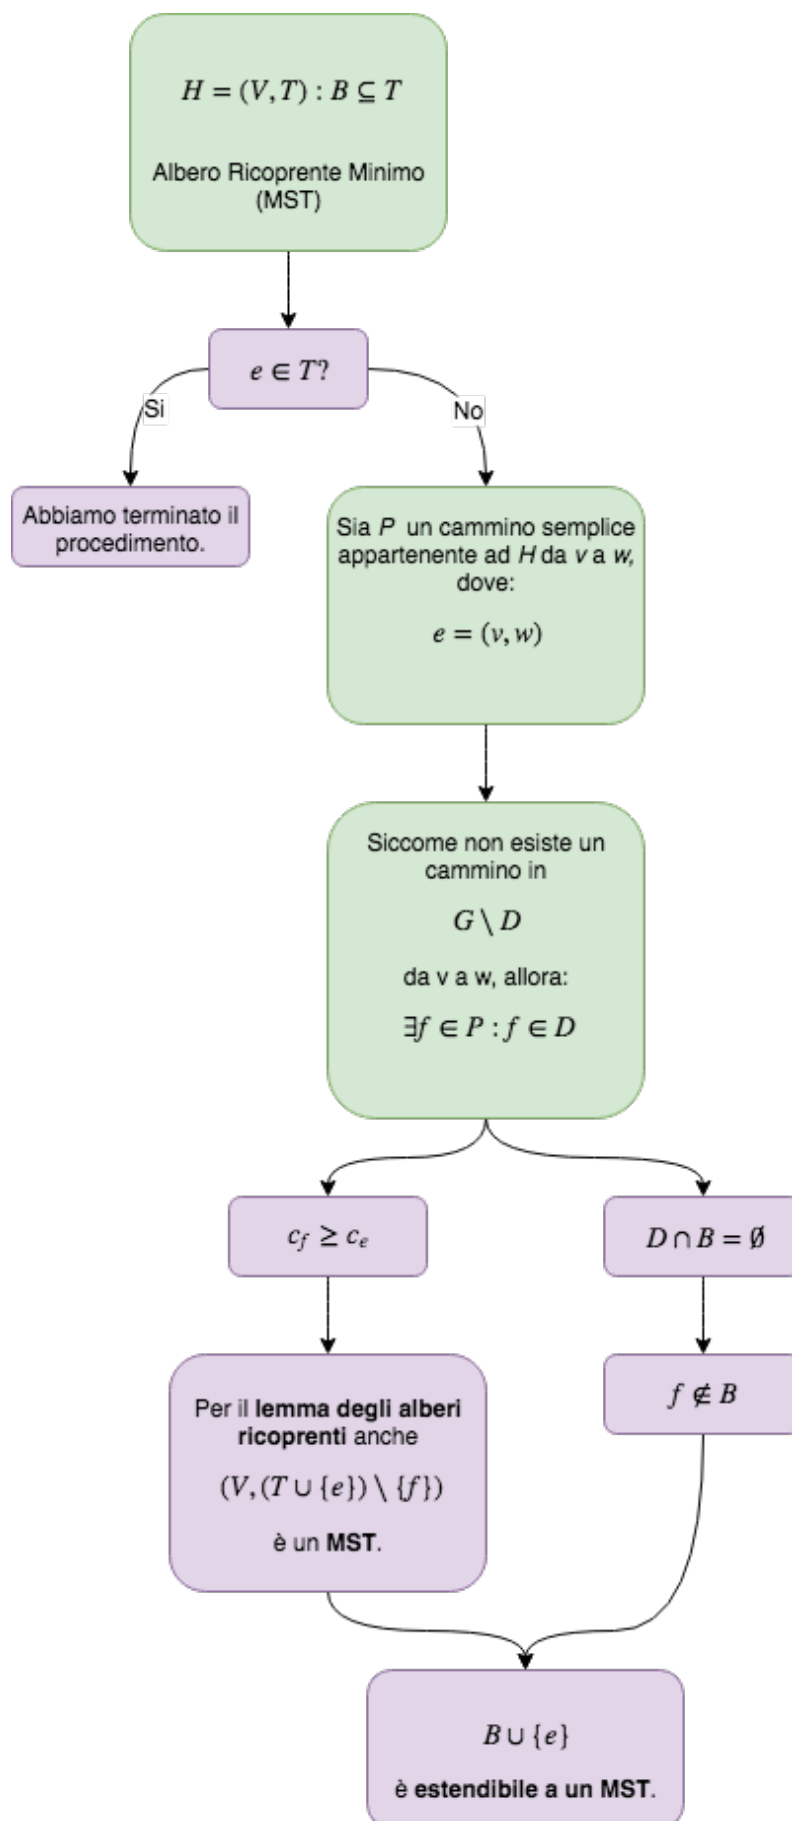 H = (V, T) : B ⊆ T
Albero Ricoprente Minimo
(MST)
e ∈ T?
Si
No
Abbiamo terminato il
procedimento.
Sia P un cammino semplice
appartenente ad H da v a w,
dove:
e = (v, w)
Siccome non esiste un
cammino in
G \ D
da v a w, allora:
∃f ∈ P : f ∈ D
c_f ≥ c_e
D ∩ B = ∅
Per il lemma degli alberi
ricoprenti anche
(V, (T ∪ {e}) \ {f})
è un MST.
f ∉ B
B ∪ {e}
è estendibile a un MST.